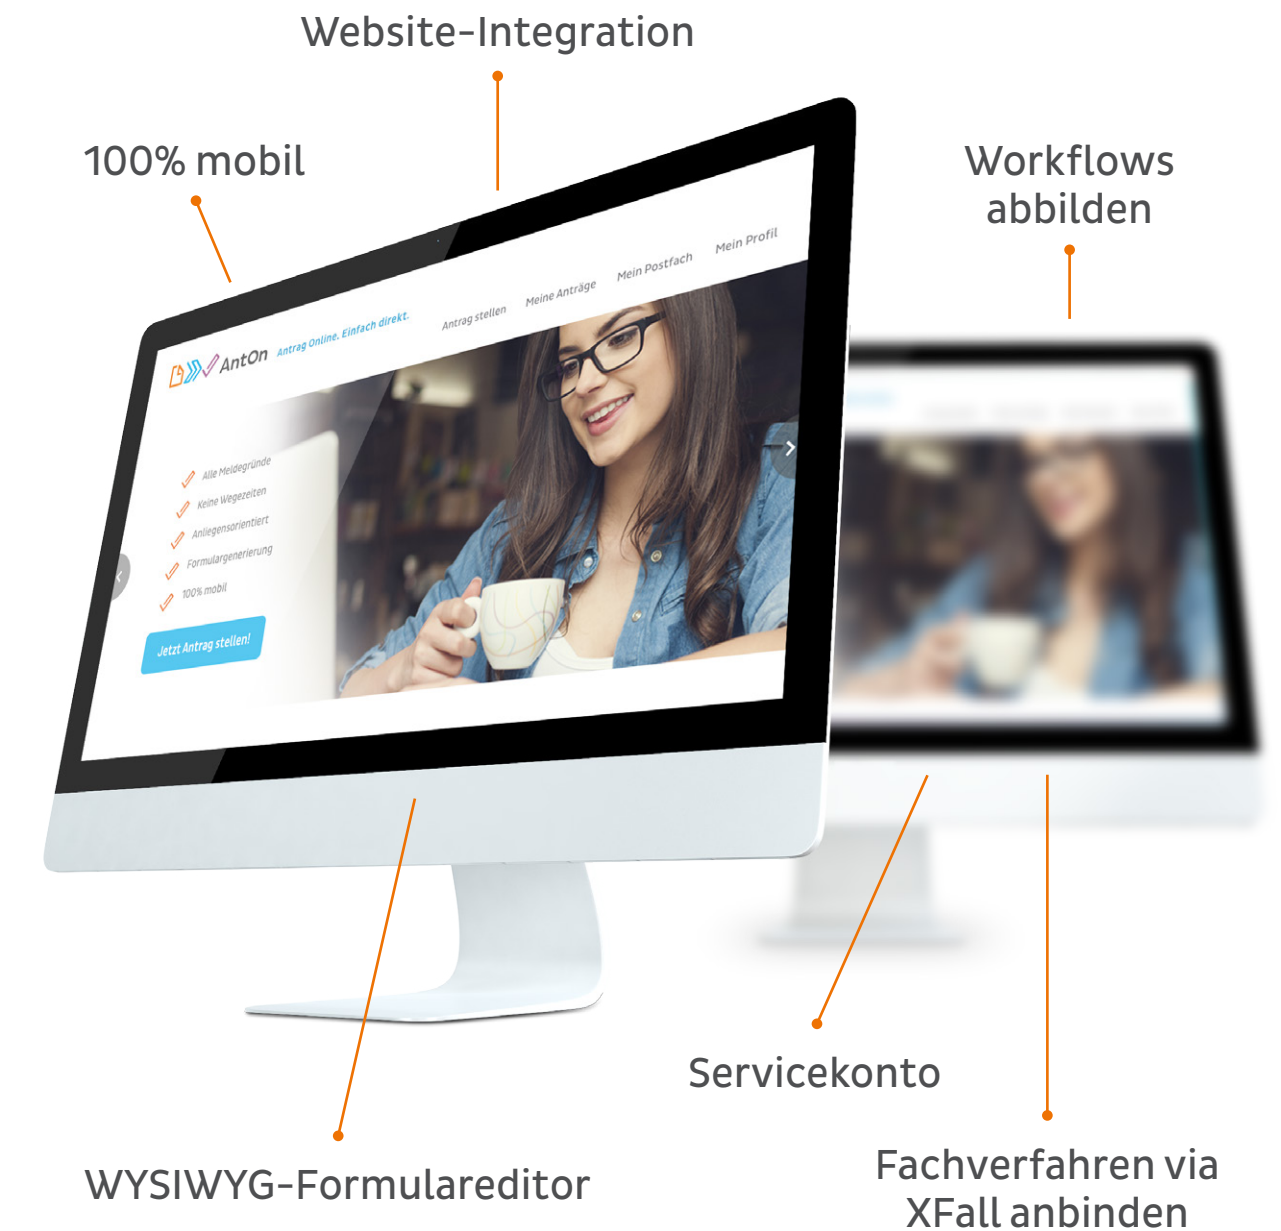 Website-Integration
100% mobil
Workflows
abbilden
AntOn Antrag Online. Einfach direkt.
Antrag stellen Meine Anträge Mein Postfach Mein Profil
Alle Meldegründe
Keine Wegezeiten
Anliegensorientiert
Formulargenerierung
100% mobil
Jetzt Antrag stellen!
Servicekonto
WYSIWYG-Formulareditor
Fachverfahren via
XFall anbinden